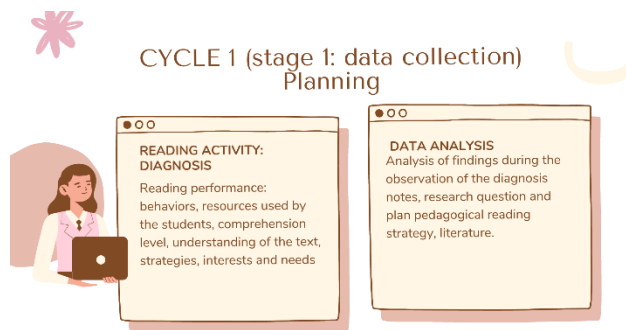 CYCLE 1 (stage 1: data collection)
Planning
READING ACTIVITY:
DIAGNOSIS
Reading performance:
behaviors, resources used by
the students, comprehension
level, understanding of the text,
strategies, interests and needs
DATA ANALYSIS
Analysis of findings during the
observation of the diagnosis
notes, research question and
plan pedagogical reading
strategy, literature.